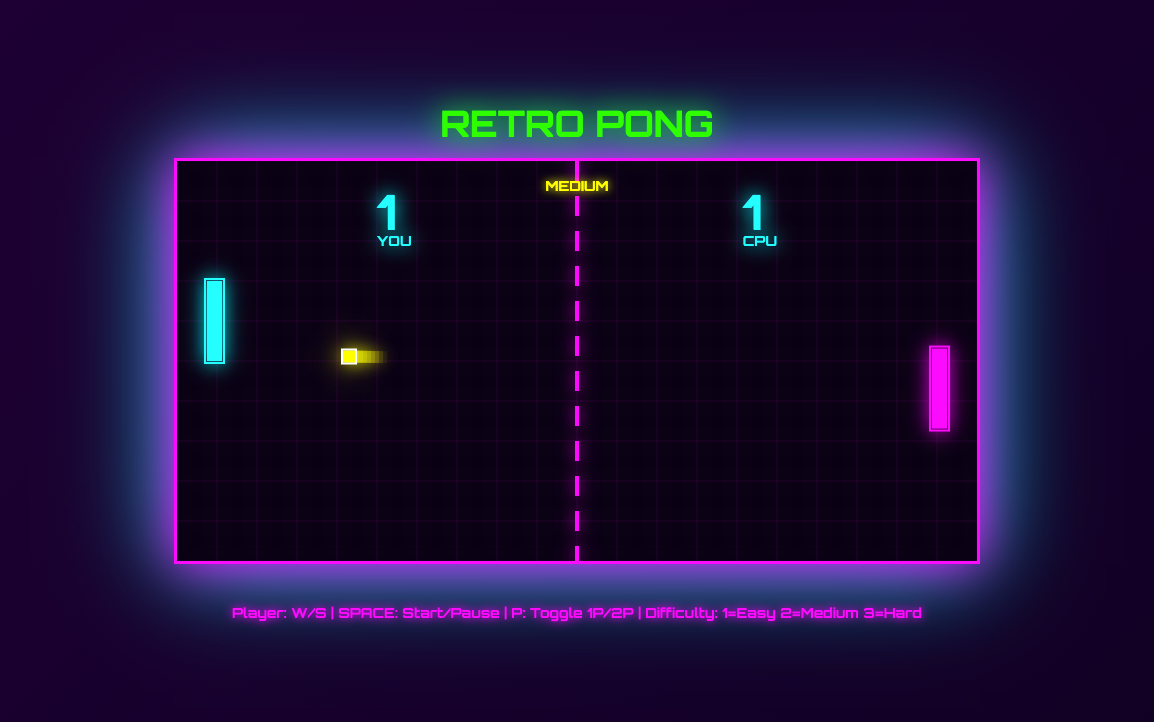 RETRO PONG
MEDIUM
1
YOU
1
CPU
Player: W/S | SPACE: Start/Pause | P: Toggle 1P/2P | Difficulty: 1=Easy 2=Medium 3=Hard